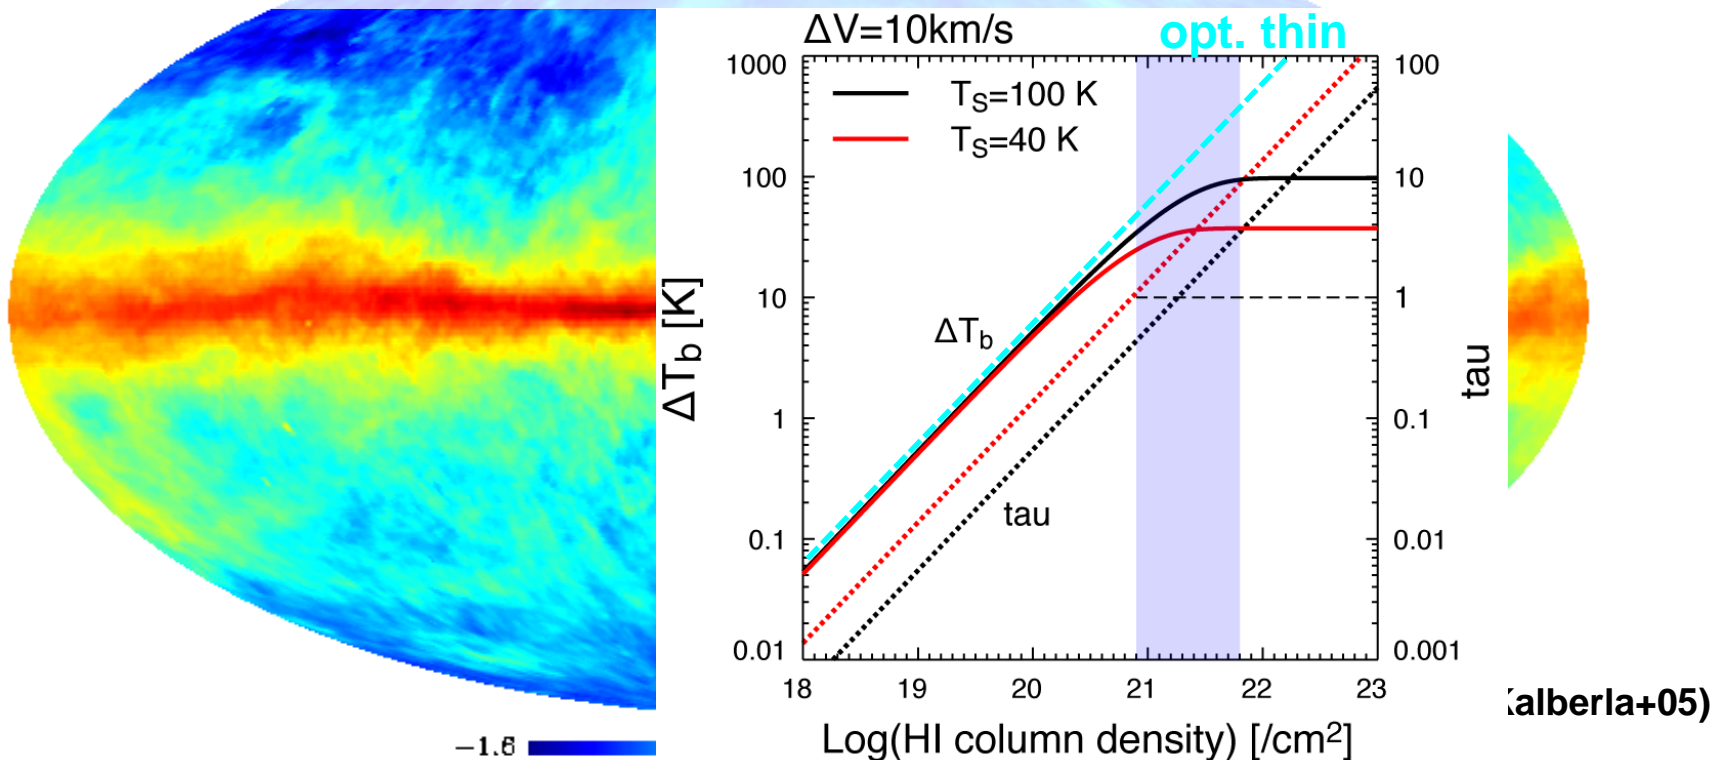 ΔV=10km/s
opt. thin
1000
100
10
1
0.1
0.01
T_S=100 K
T_S=40 K
ΔT_b
tau
100
10
1
0.1
0.01
0.001
ΔT_b [K]
tau
18 19 20 21 22 23
Log(HI column density) [/cm²]
−1.6
alberla+05)